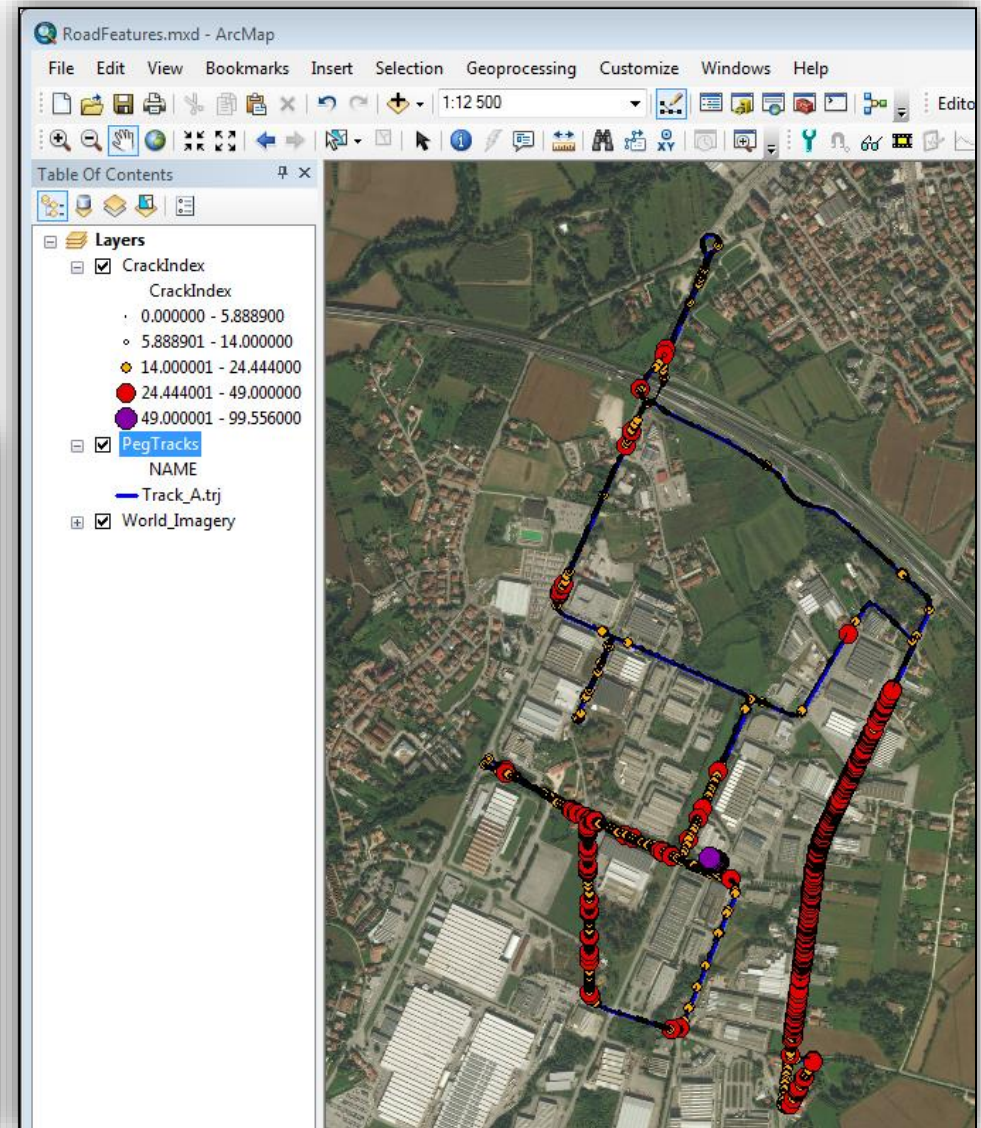 RoadFeatures.mxd - ArcMap
File Edit View Bookmarks Insert Selection Geoprocessing Customize Windows Help
1:12 500
Edito
Table Of Contents
Layers
CrackIndex
CrackIndex
0.000000 - 5.888900
5.888901 - 14.000000
14.000001 - 24.444000
24.444001 - 49.000000
49.000001 - 99.556000
PegTracks
NAME
Track_A.trj
World_Imagery